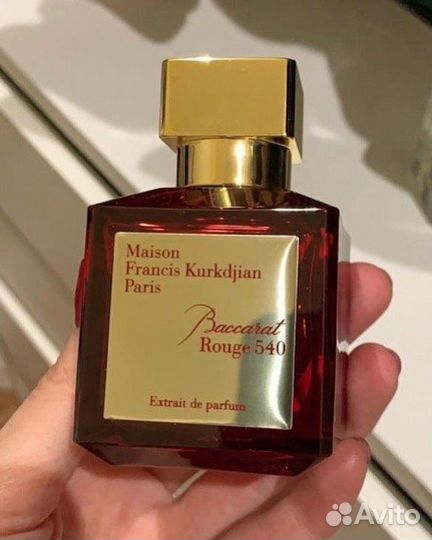 Maison
Francis Kurkdjian
Paris
Baccarat
Rouge 540
Extrait de parfum
Avito